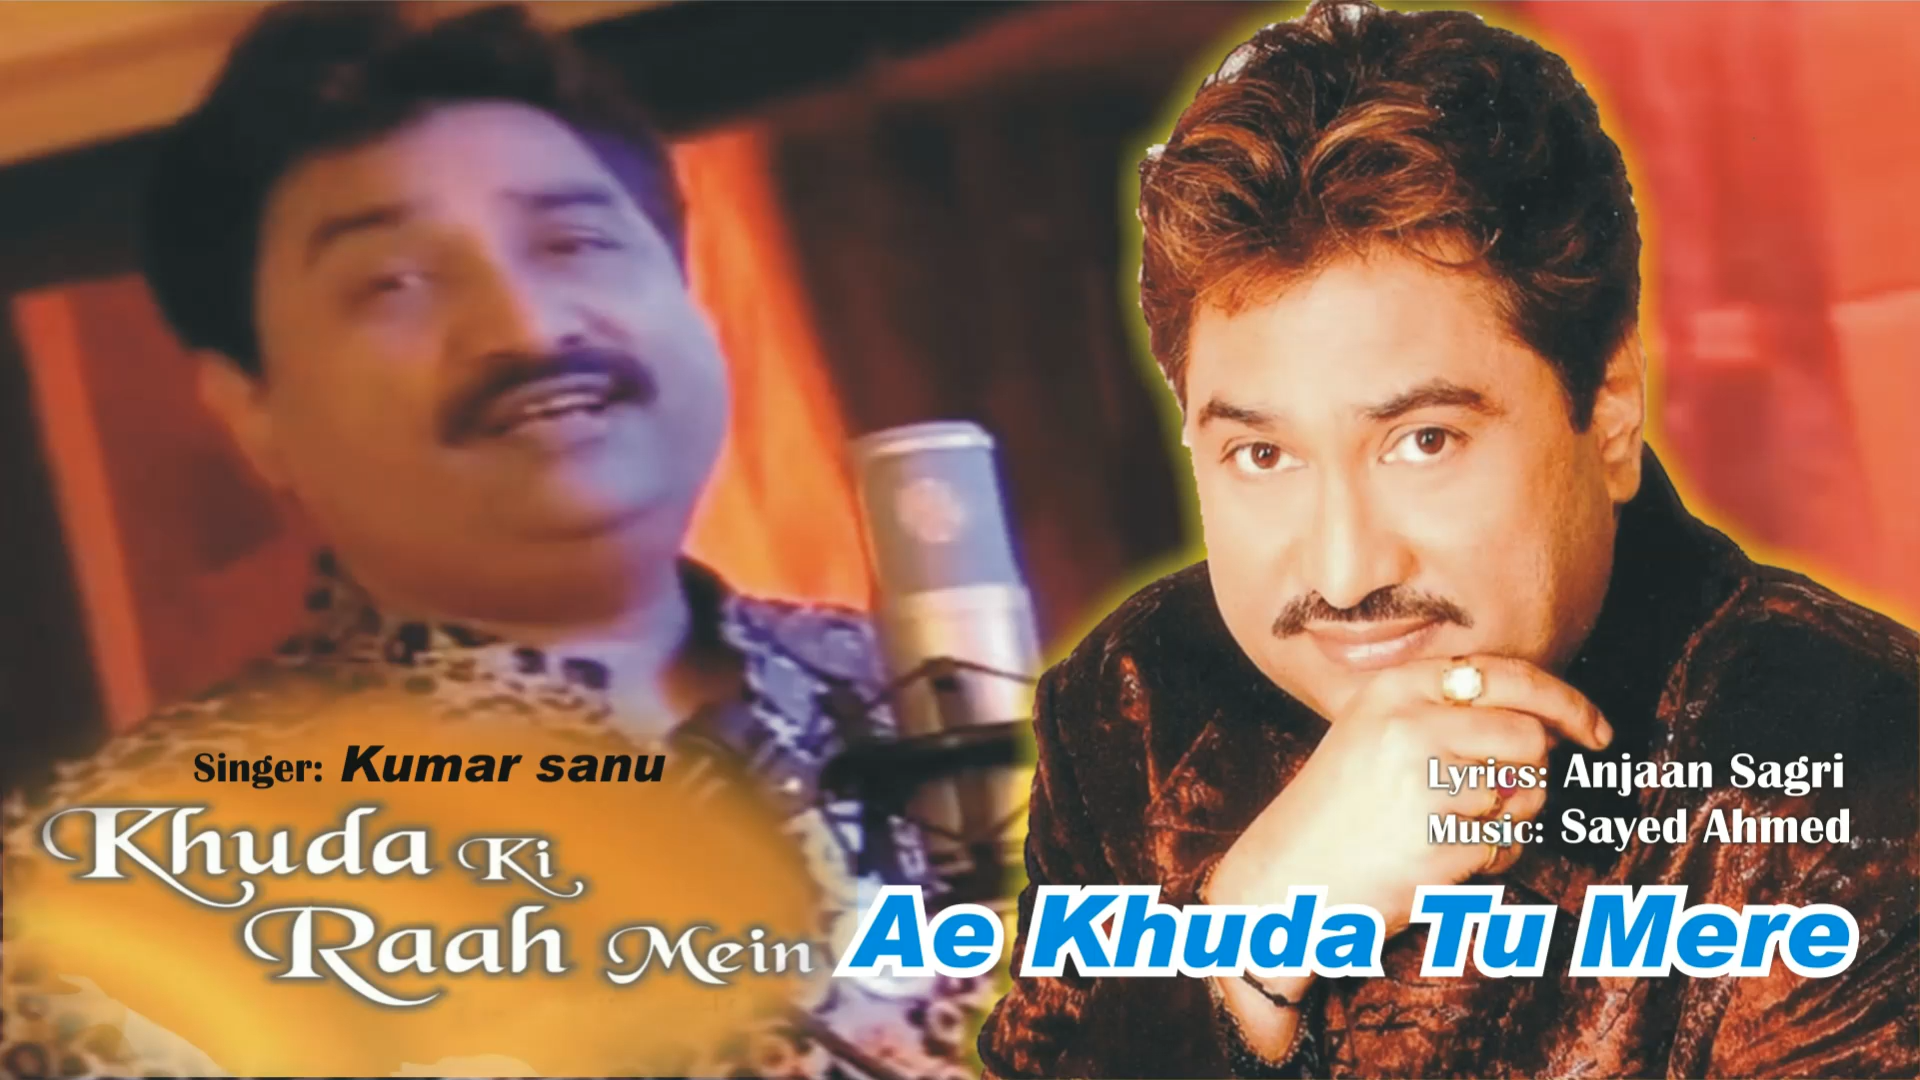 Singer: Kumar sanu
Khuda Ki
Raah Mein
Lyrics: Anjaan Sagri
Music: Sayed Ahmed
Ae Khuda Tu Mere